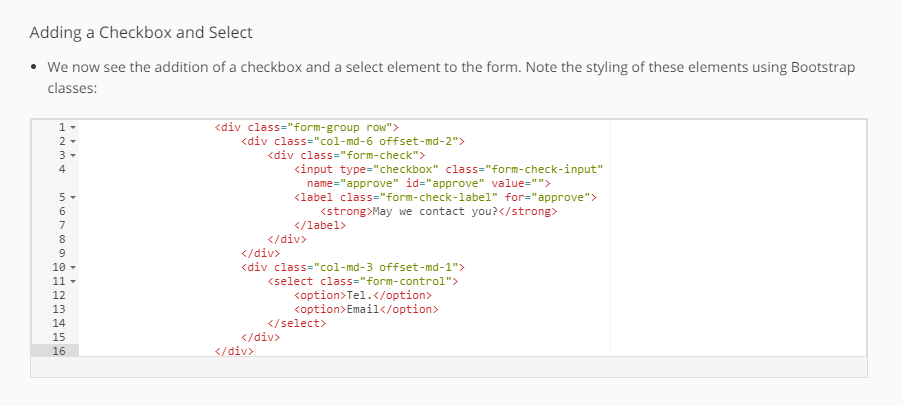 Adding a Checkbox and Select
• We now see the addition of a checkbox and a select element to the form. Note the styling of these elements using Bootstrap
classes:
1 <div class="form-group row">
2 <div class="col-md-6 offset-md-2">
3 <div class="form-check">
4 <input type="checkbox" class="form-check-input"
name="approve" id="approve" value="">
5 <label class="form-check-label" for="approve">
6 <strong>May we contact you?</strong>
7 </label>
8 </div>
9 </div>
10 <div class="col-md-3 offset-md-1">
11 <select class="form-control">
12 <option>Tel.</option>
13 <option>Email</option>
14 </select>
15 </div>
16 </div>